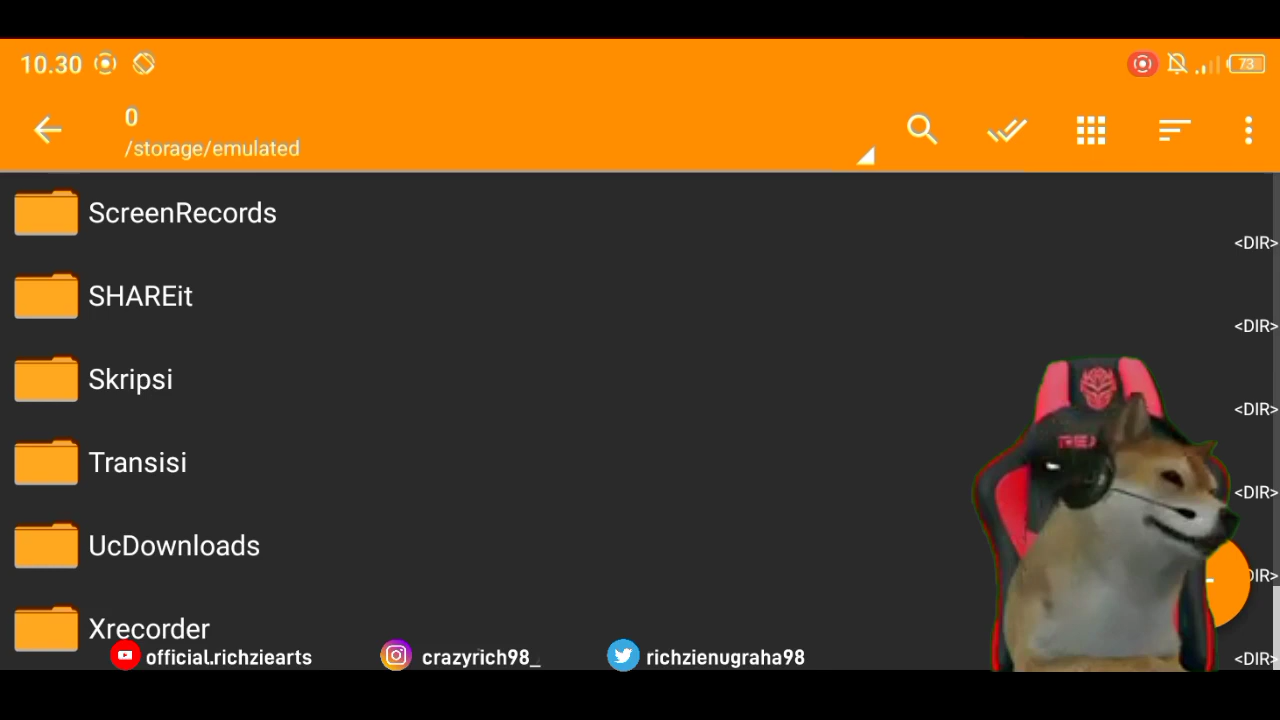 10.30
73
0
/storage/emulated
ScreenRecords
<DIR>
SHAREit
<DIR>
Skripsi
<DIR>
Transisi
<DIR>
UcDownloads
DIR>
Xrecorder
<DIR>
official.richziearts
crazyrich98_
richzienugraha98